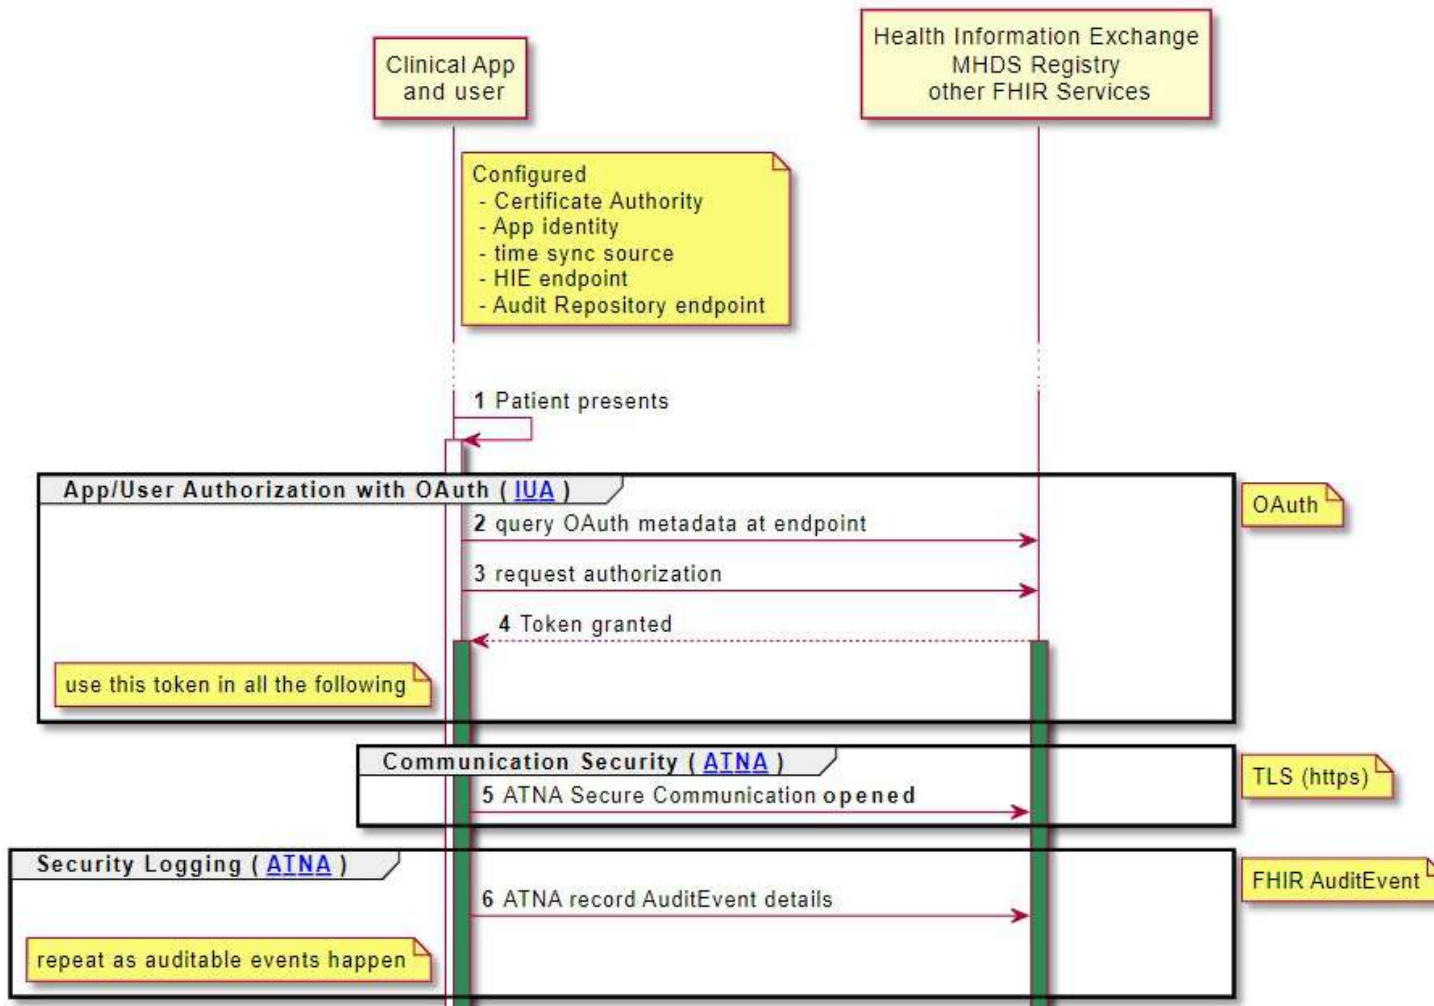 Clinical App
and user
Health Information Exchange
MHDS Registry
other FHIR Services
Configured
- Certificate Authority
- App identity
- time sync source
- HIE endpoint
- Audit Repository endpoint
1 Patient presents
App/User Authorization with OAuth ( IUA )
OAuth
2 query OAuth metadata at endpoint
3 request authorization
4 Token granted
use this token in all the following
Communication Security ( ATNA )
TLS (https)
5 ATNA Secure Communication opened
Security Logging ( ATNA )
FHIR AuditEvent
6 ATNA record AuditEvent details
repeat as auditable events happen